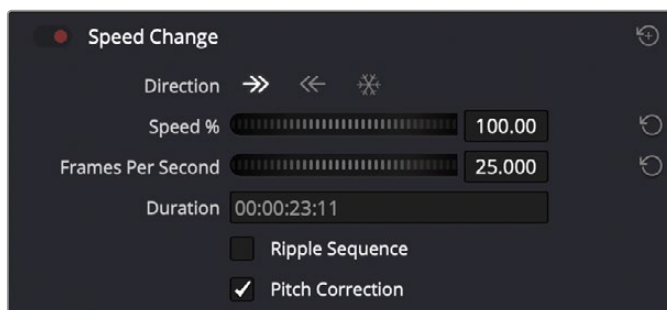 Speed Change
Direction
Speed % 100.00
Frames Per Second 25.000
Duration 00:00:23:11
Ripple Sequence
Pitch Correction